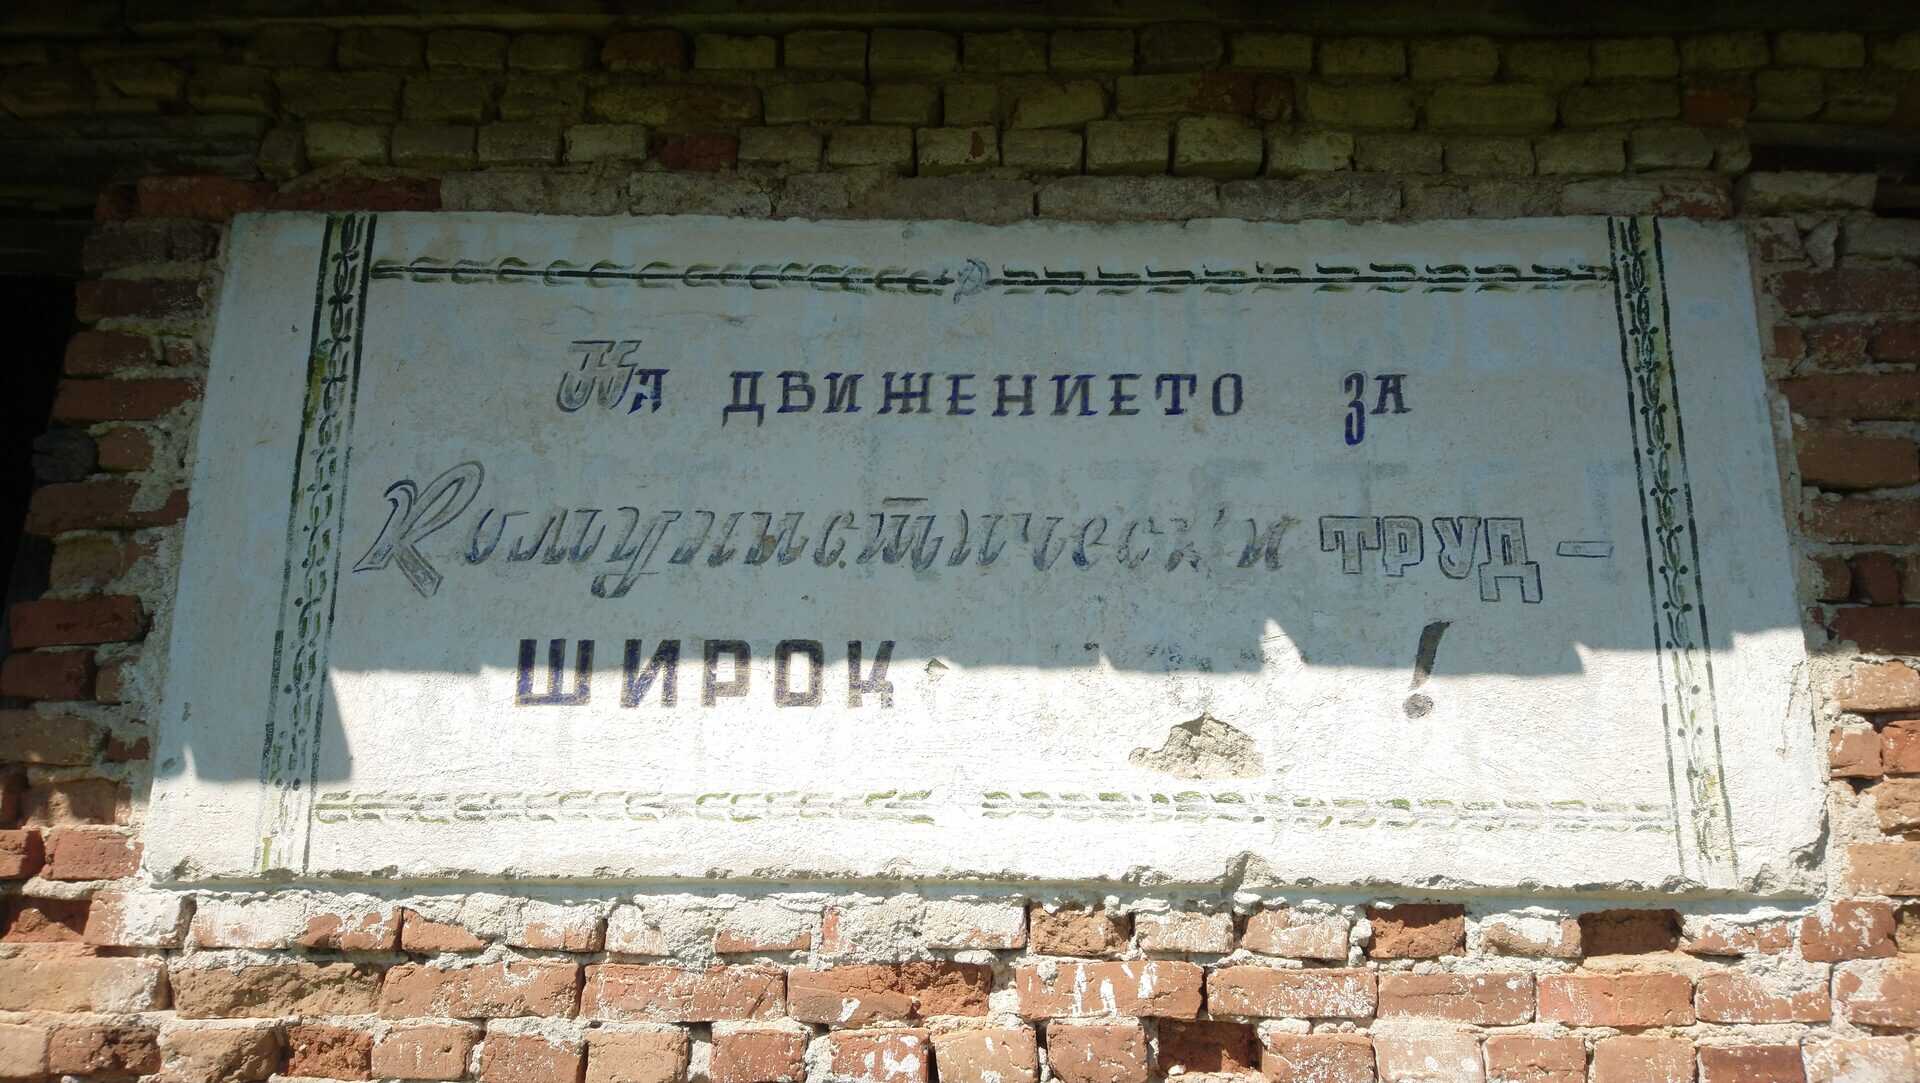 На движението за
Комунистически труд –
широк !